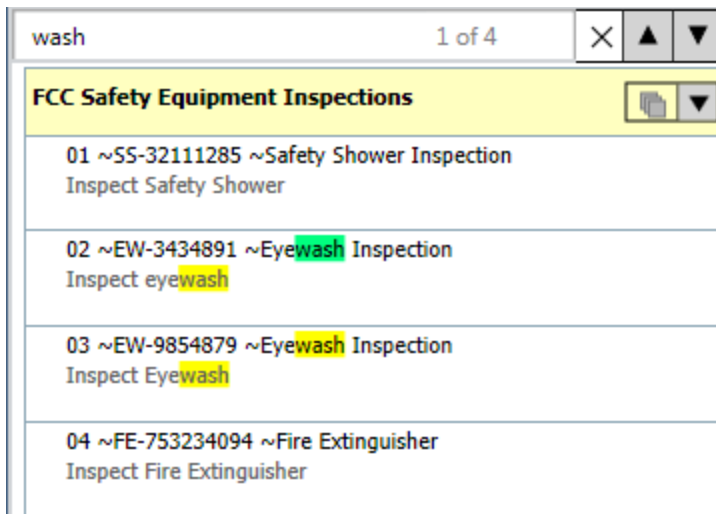 wash 1 of 4
FCC Safety Equipment Inspections
01 ~SS-32111285 ~Safety Shower Inspection
Inspect Safety Shower
02 ~EW-3434891 ~Eyewash Inspection
Inspect eyewash
03 ~EW-9854879 ~Eyewash Inspection
Inspect Eyewash
04 ~FE-753234094 ~Fire Extinguisher
Inspect Fire Extinguisher